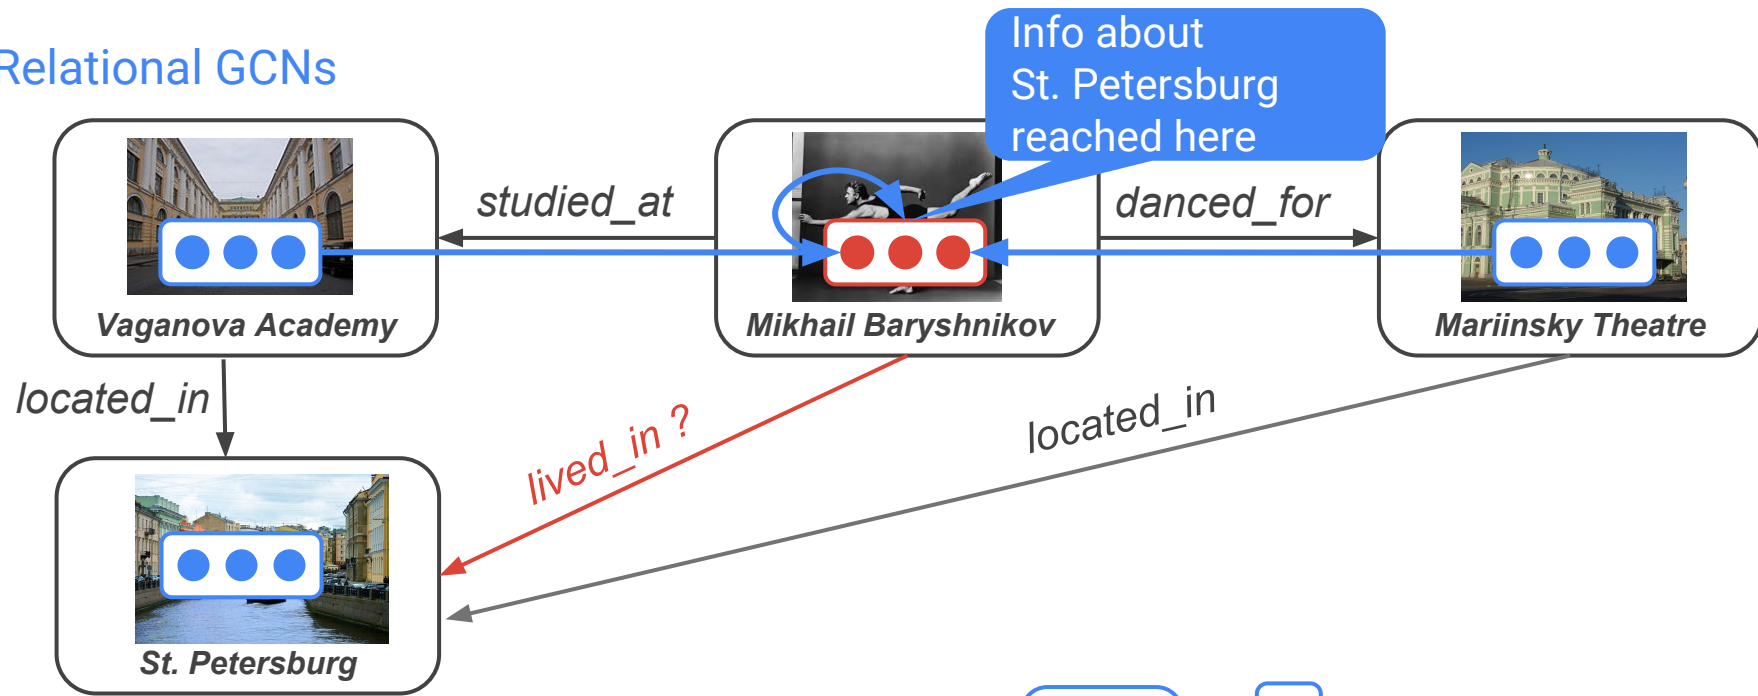 Relational GCNs
Info about
St. Petersburg
reached here
studied_at
danced_for
Vaganova Academy
Mikhail Baryshnikov
Mariinsky Theatre
located_in
lived_in ?
located_in
St. Petersburg